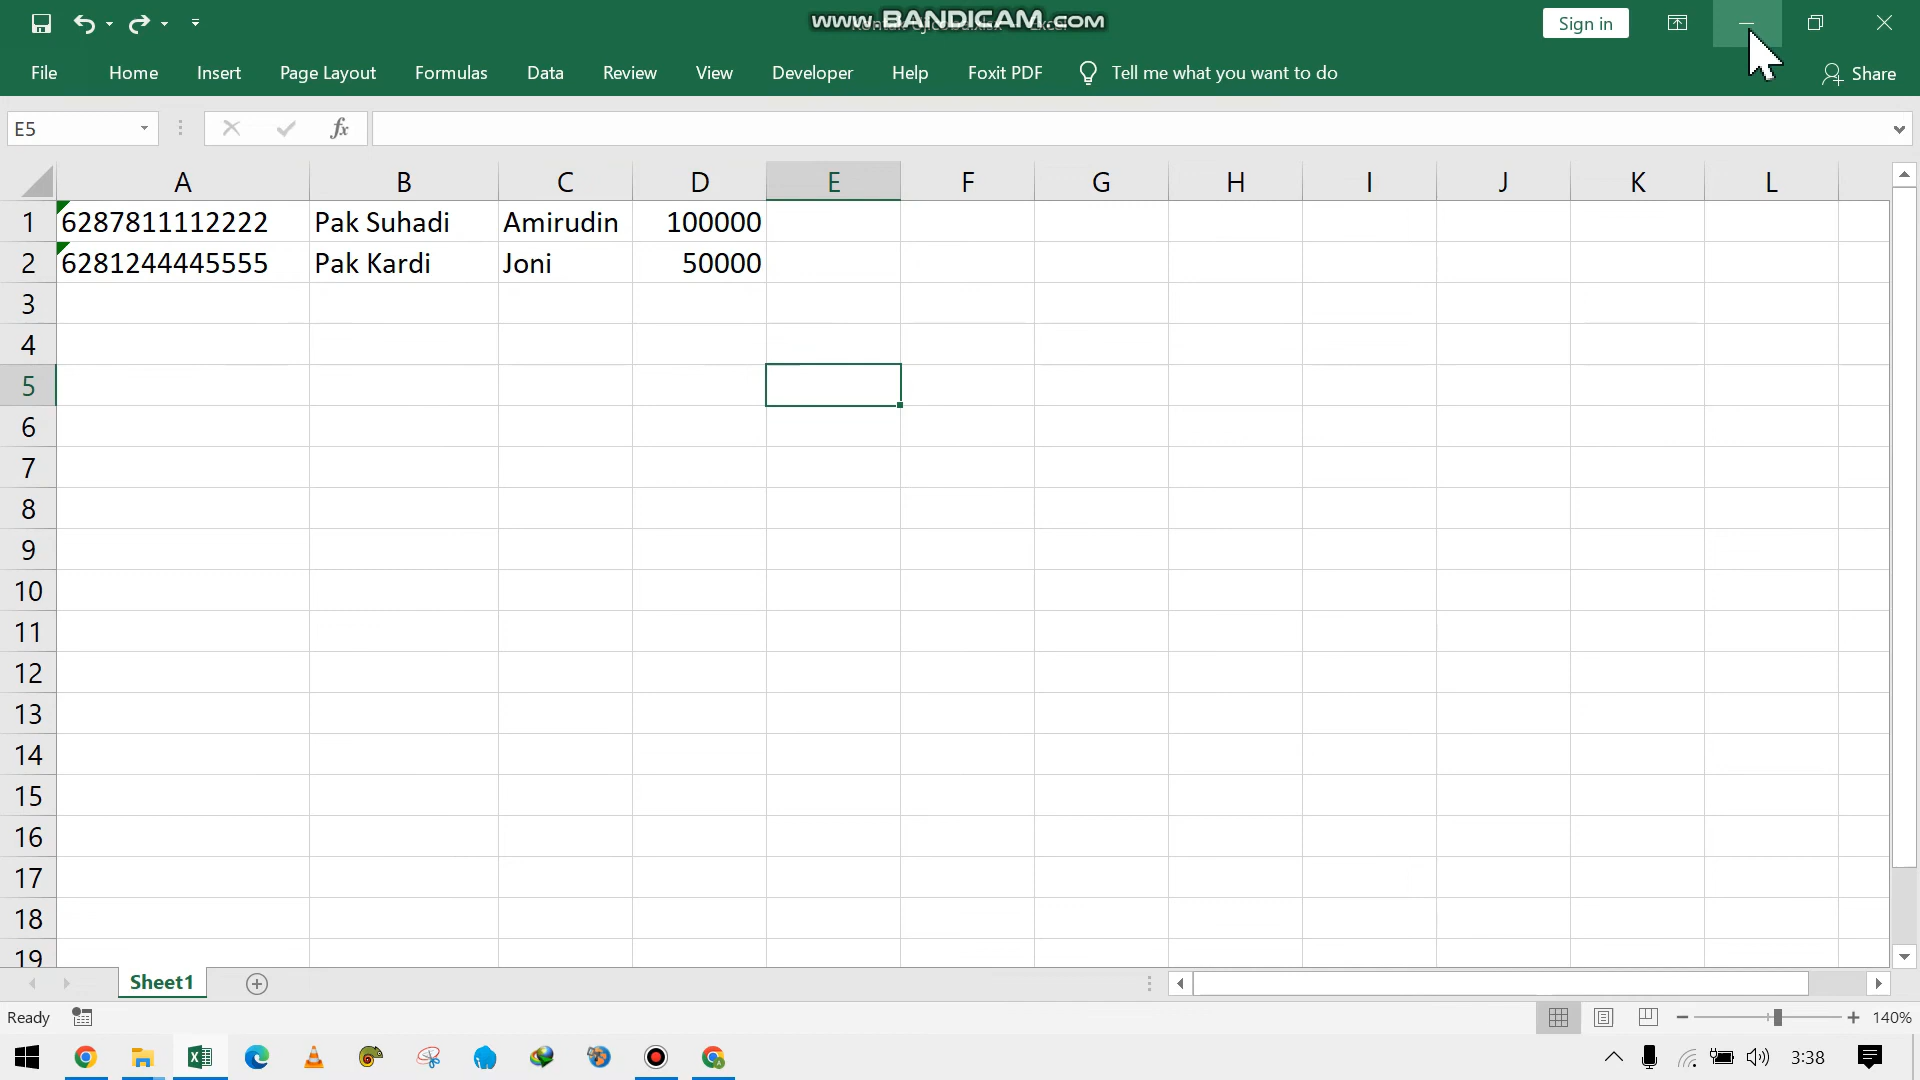 www.BANDICAM.COM
Sign in
File Home Insert Page Layout Formulas Data Review View Developer Help Foxit PDF Tell me what you want to do Share
E5 fx
A B C D E F G H I J K L
1 6287811112222 Pak Suhadi Amirudin 100000
2 6281244445555 Pak Kardi Joni 50000
3
4
5
6
7
8
9
10
11
12
13
14
15
16
17
18
19
Sheet1
Ready 140%
3:38